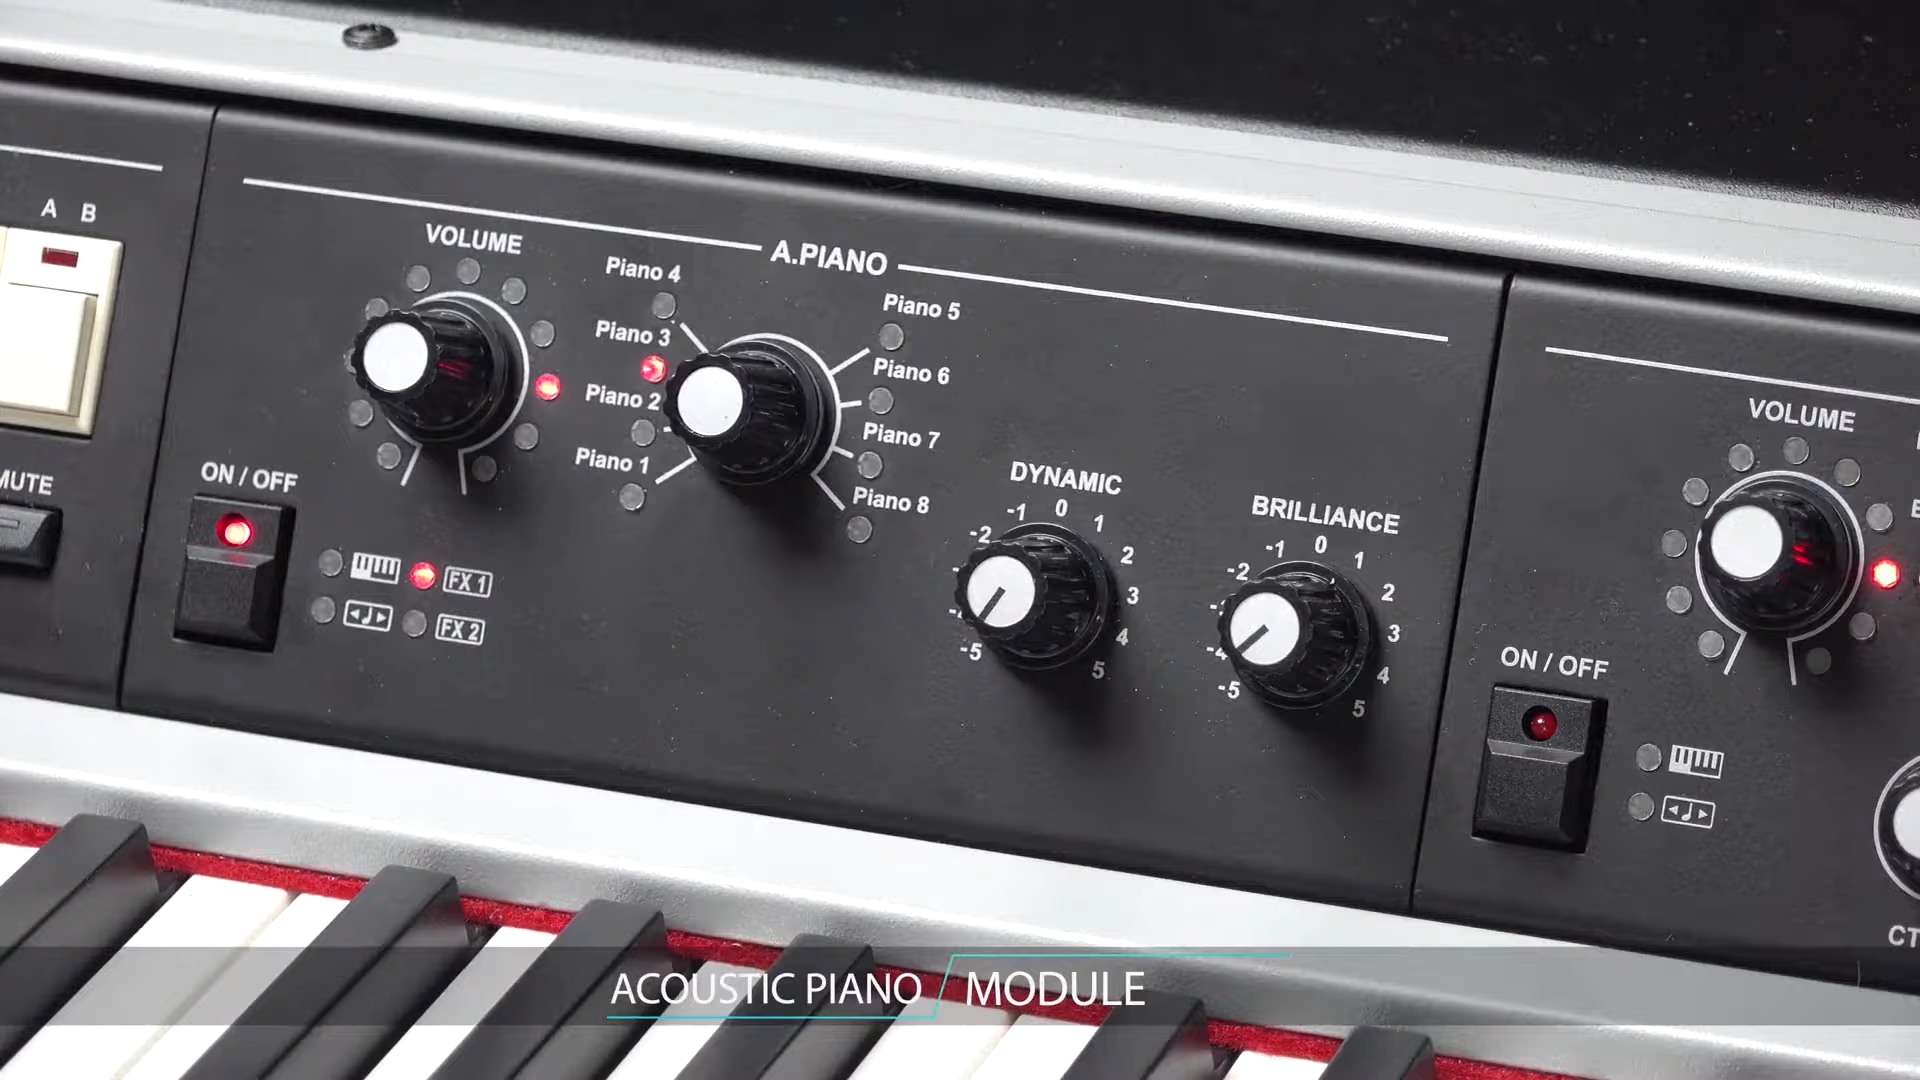 A B
MUTE
A.PIANO
VOLUME
ON / OFF
FX 1
FX 2
Piano 4
Piano 3
Piano 2
Piano 1
Piano 5
Piano 6
Piano 7
Piano 8
DYNAMIC
-5 -2 -1 0 1 2 3 4 5
BRILLIANCE
-5 -4 -2 -1 0 1 2 3 4 5
VOLUME
ON / OFF
CT
ACOUSTIC PIANO / MODULE